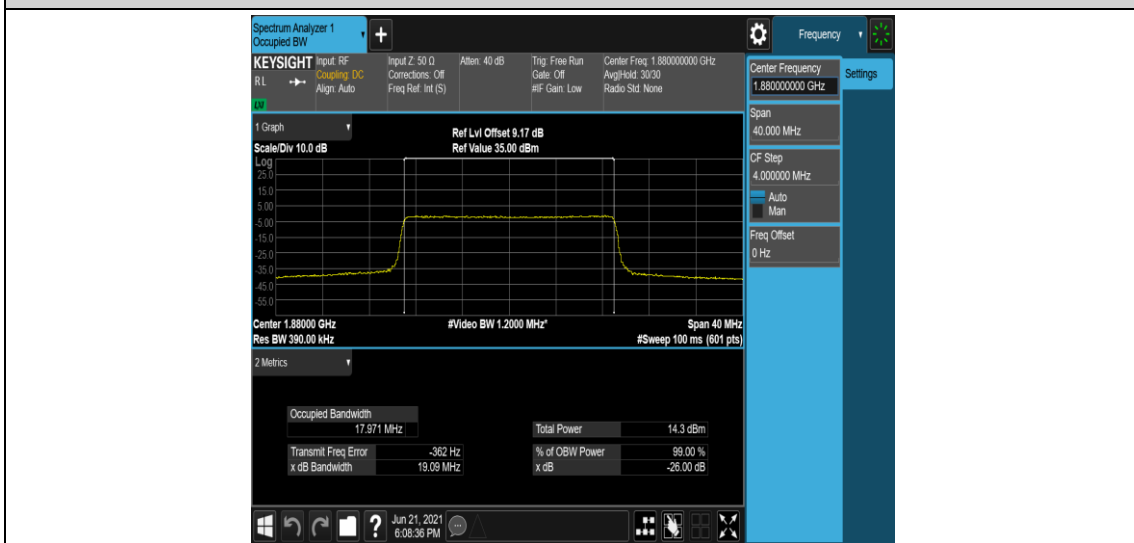 Spectrum Analyzer 1
Occupied BW
+
Frequency
KEYSIGHT Input: RF Input Z: 50 Ω Atten: 40 dB Trig: Free Run Center Freq: 1.880000000 GHz
RL Coupling: DC Corrections: Off Gate: Off Avg|Hold: 30/30
Align: Auto Freq Ref: Int (S) #IF Gain: Low Radio Std: None
LXI
Center Frequency
1.880000000 GHz
Settings
Span
40.000 MHz
CF Step
4.000000 MHz
Auto
Man
Freq Offset
0 Hz
1 Graph
Ref Lvl Offset 9.17 dB
Scale/Div 10.0 dB Ref Value 35.00 dBm
Log
25.0
15.0
5.00
-5.00
-15.0
-25.0
-35.0
-45.0
-55.0
Center 1.88000 GHz #Video BW 1.2000 MHz* Span 40 MHz
Res BW 390.00 kHz #Sweep 100 ms (601 pts)
2 Metrics
Occupied Bandwidth
17.971 MHz Total Power 14.3 dBm
Transmit Freq Error -362 Hz % of OBW Power 99.00 %
x dB Bandwidth 19.09 MHz x dB -26.00 dB
? Jun 21, 2021
6:08:36 PM